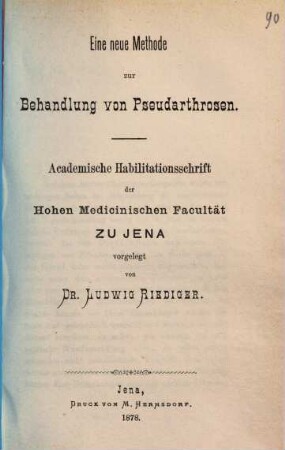 90
Eine neue Methode
zur
Behandlung von Pseudarthrosen.
Academische Habilitationsschrift
der
Hohen Medicinischen Facultät
ZU JENA
vorgelegt
von
DR. LUDWIG RIEDIGER.
Jena,
DRUCK VON M. HERMSDORF.
1878.